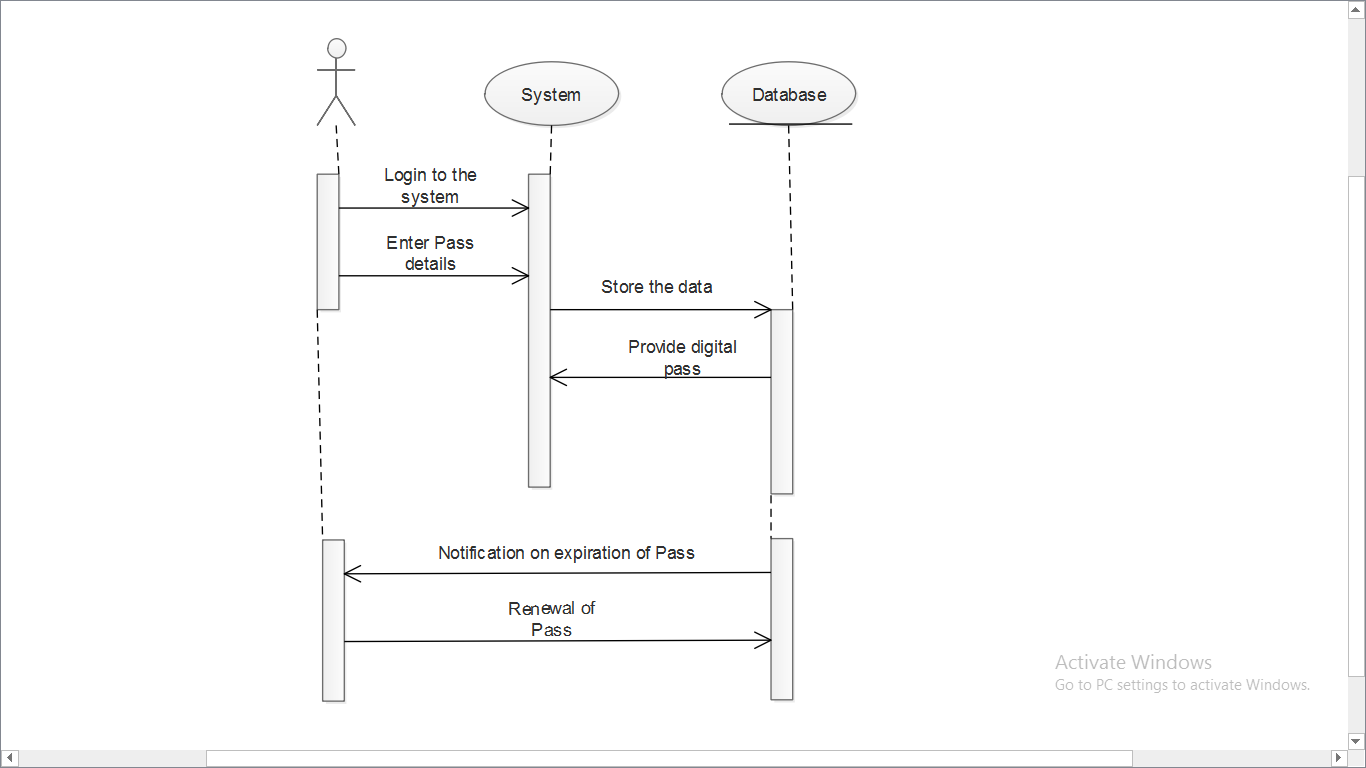 System
Database
Login to the
system
Enter Pass
details
Store the data
Provide digital
pass
Notification on expiration of Pass
Renewal of
Pass
Activate Windows
Go to PC settings to activate Windows.